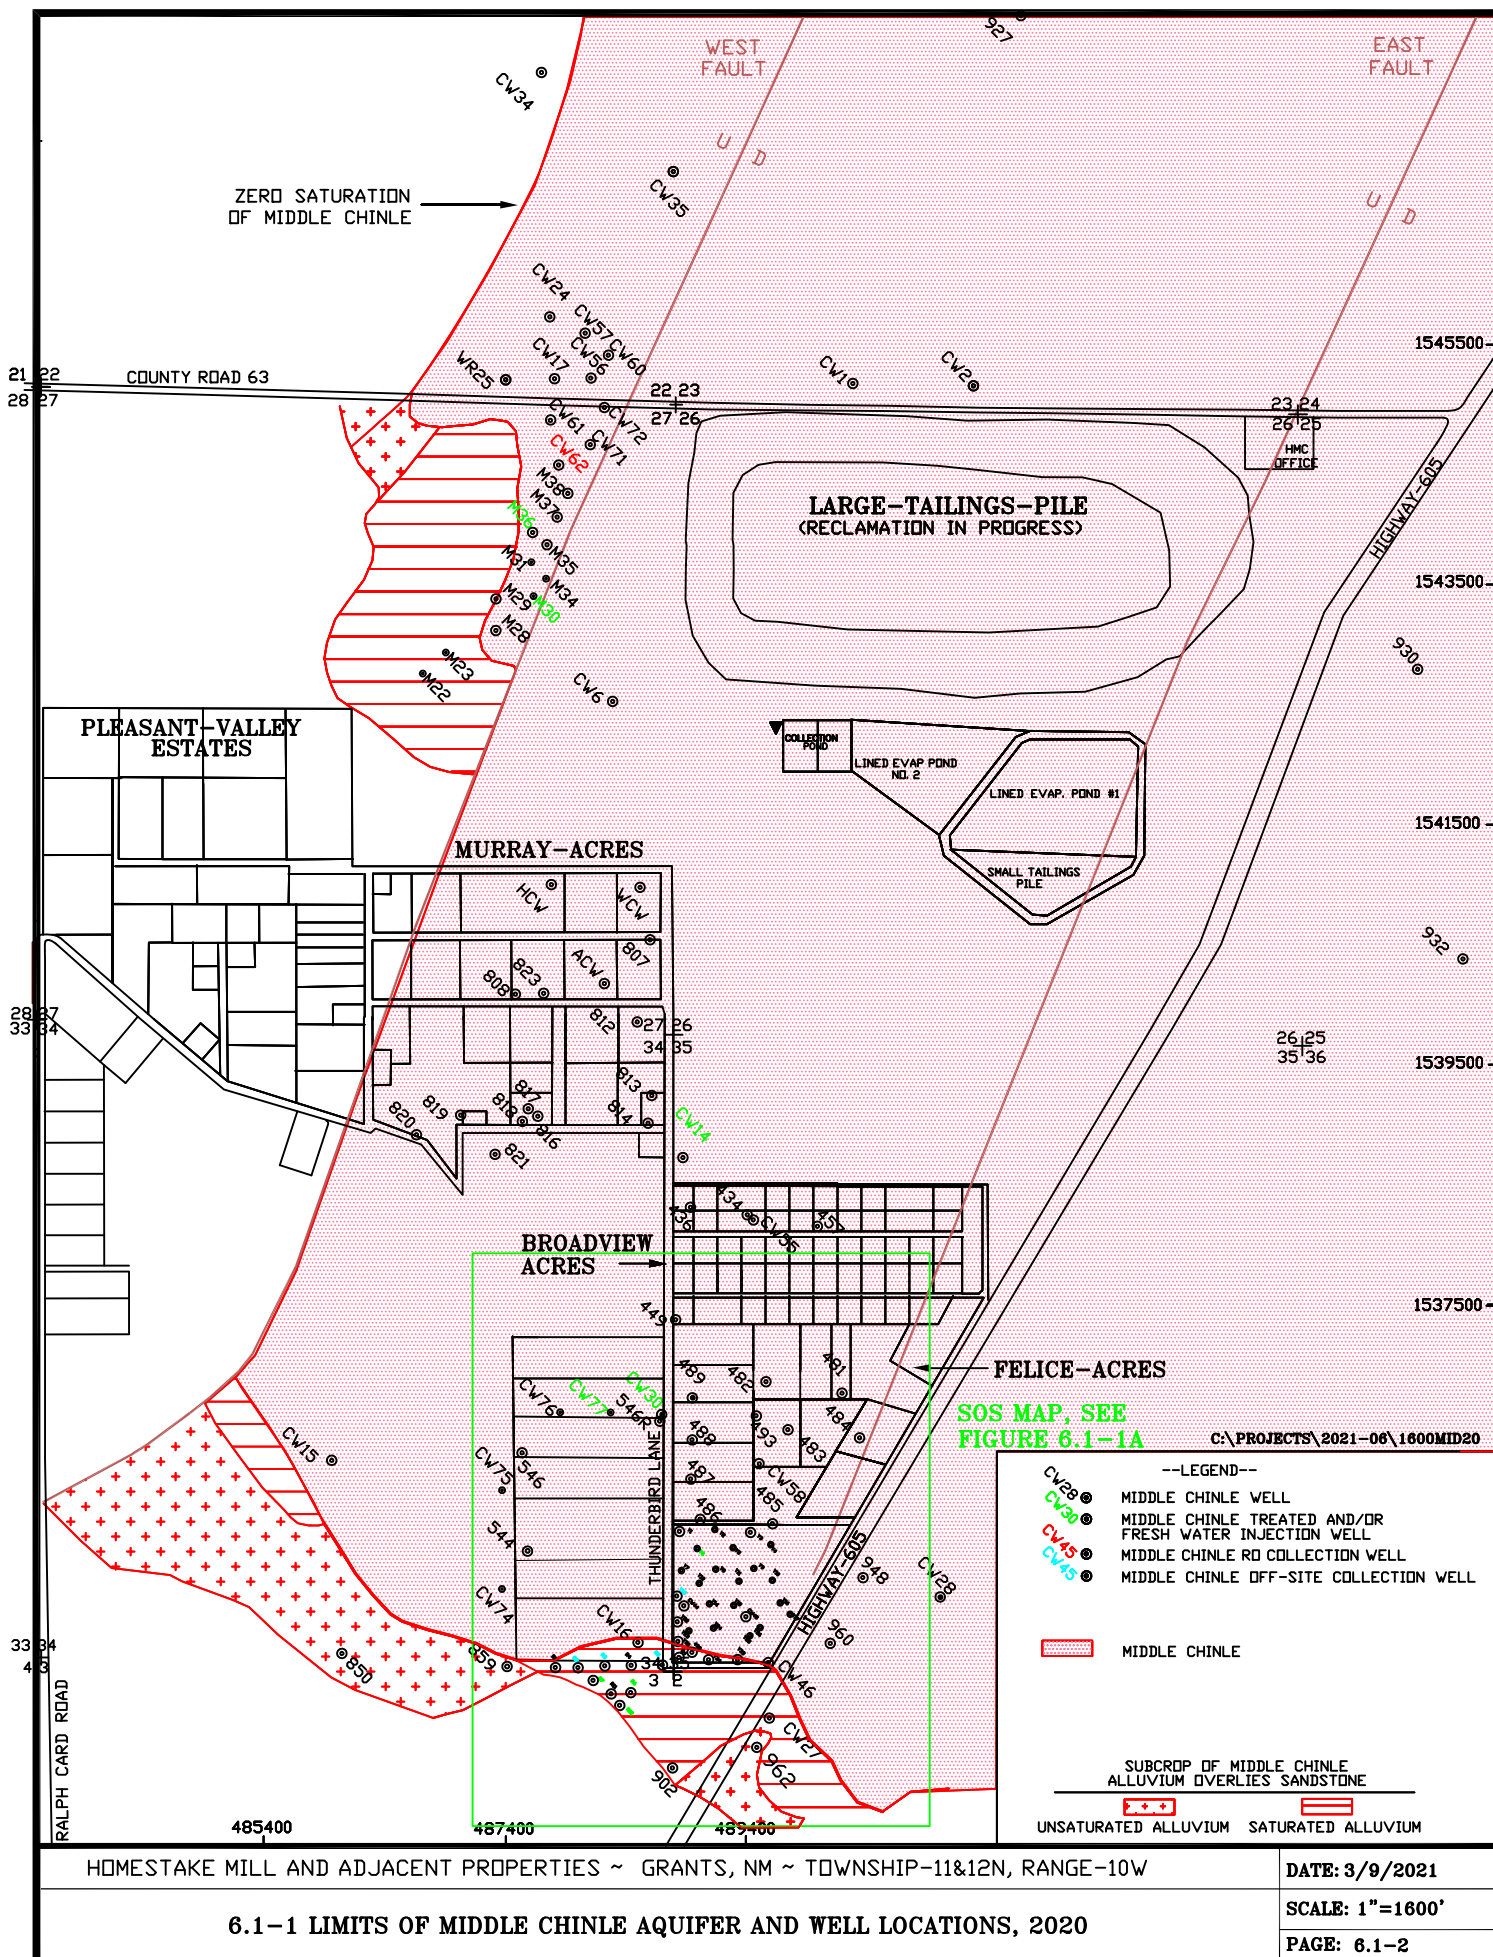 927
WEST
FAULT
EAST
FAULT
CW34
U D
CW35
U D
ZERO SATURATION
OF MIDDLE CHINLE
CW24
CW57
CW60
CW56
CW17
WR25
1545500
21 22
28 27
COUNTY ROAD 63
22 23
27 26
CW1
CW2
23 24
26 25
CW61
CW72
CW71
CW62
HMC
OFFICE
HIGHWAY-605
LARGE-TAILINGS-PILE
(RECLAMATION IN PROGRESS)
M38
M37
M36
M35
M31
M34
M30
M29
M28
M23
M22
1543500
930
CW6
PLEASANT-VALLEY
ESTATES
COLLECTION
POND
LINED EVAP POND
NO. 2
LINED EVAP. POND #1
SMALL TAILINGS
PILE
1541500
MURRAY-ACRES
HCW
WCW
807
932
ACW
823
808
812
28 27
33 34
27 26
34 35
26 25
35 36
1539500
813
814
817
818
816
819
820
821
CW14
436
434
CW55
457
BROADVIEW
ACRES
449
1537500
FELICE-ACRES
489
482
481
CW76
CW77
CW30
546R
488
493
483
484
SOS MAP, SEE
FIGURE 6.1-1A
C:\PROJECTS\2021-06\1600MID20
CW15
CW75
546
487
CW58
485
486
THUNDERBIRD LANE
544
CW74
HIGHWAY-605
948
CW28
960
CW16
859
850
33 34
4 3
3 2
CW46
CW27
962
902
RALPH CARD ROAD
--LEGEND--
CW28
MIDDLE CHINLE WELL
CW30
MIDDLE CHINLE TREATED AND/OR
FRESH WATER INJECTION WELL
CW45
MIDDLE CHINLE RO COLLECTION WELL
CW45
MIDDLE CHINLE OFF-SITE COLLECTION WELL
MIDDLE CHINLE
SUBCROP OF MIDDLE CHINLE
ALLUVIUM OVERLIES SANDSTONE
UNSATURATED ALLUVIUM SATURATED ALLUVIUM
485400
487400
489400
HOMESTAKE MILL AND ADJACENT PROPERTIES ~ GRANTS, NM ~ TOWNSHIP-11&12N, RANGE-10W
DATE: 3/9/2021
6.1-1 LIMITS OF MIDDLE CHINLE AQUIFER AND WELL LOCATIONS, 2020
SCALE: 1"=1600'
PAGE: 6.1-2